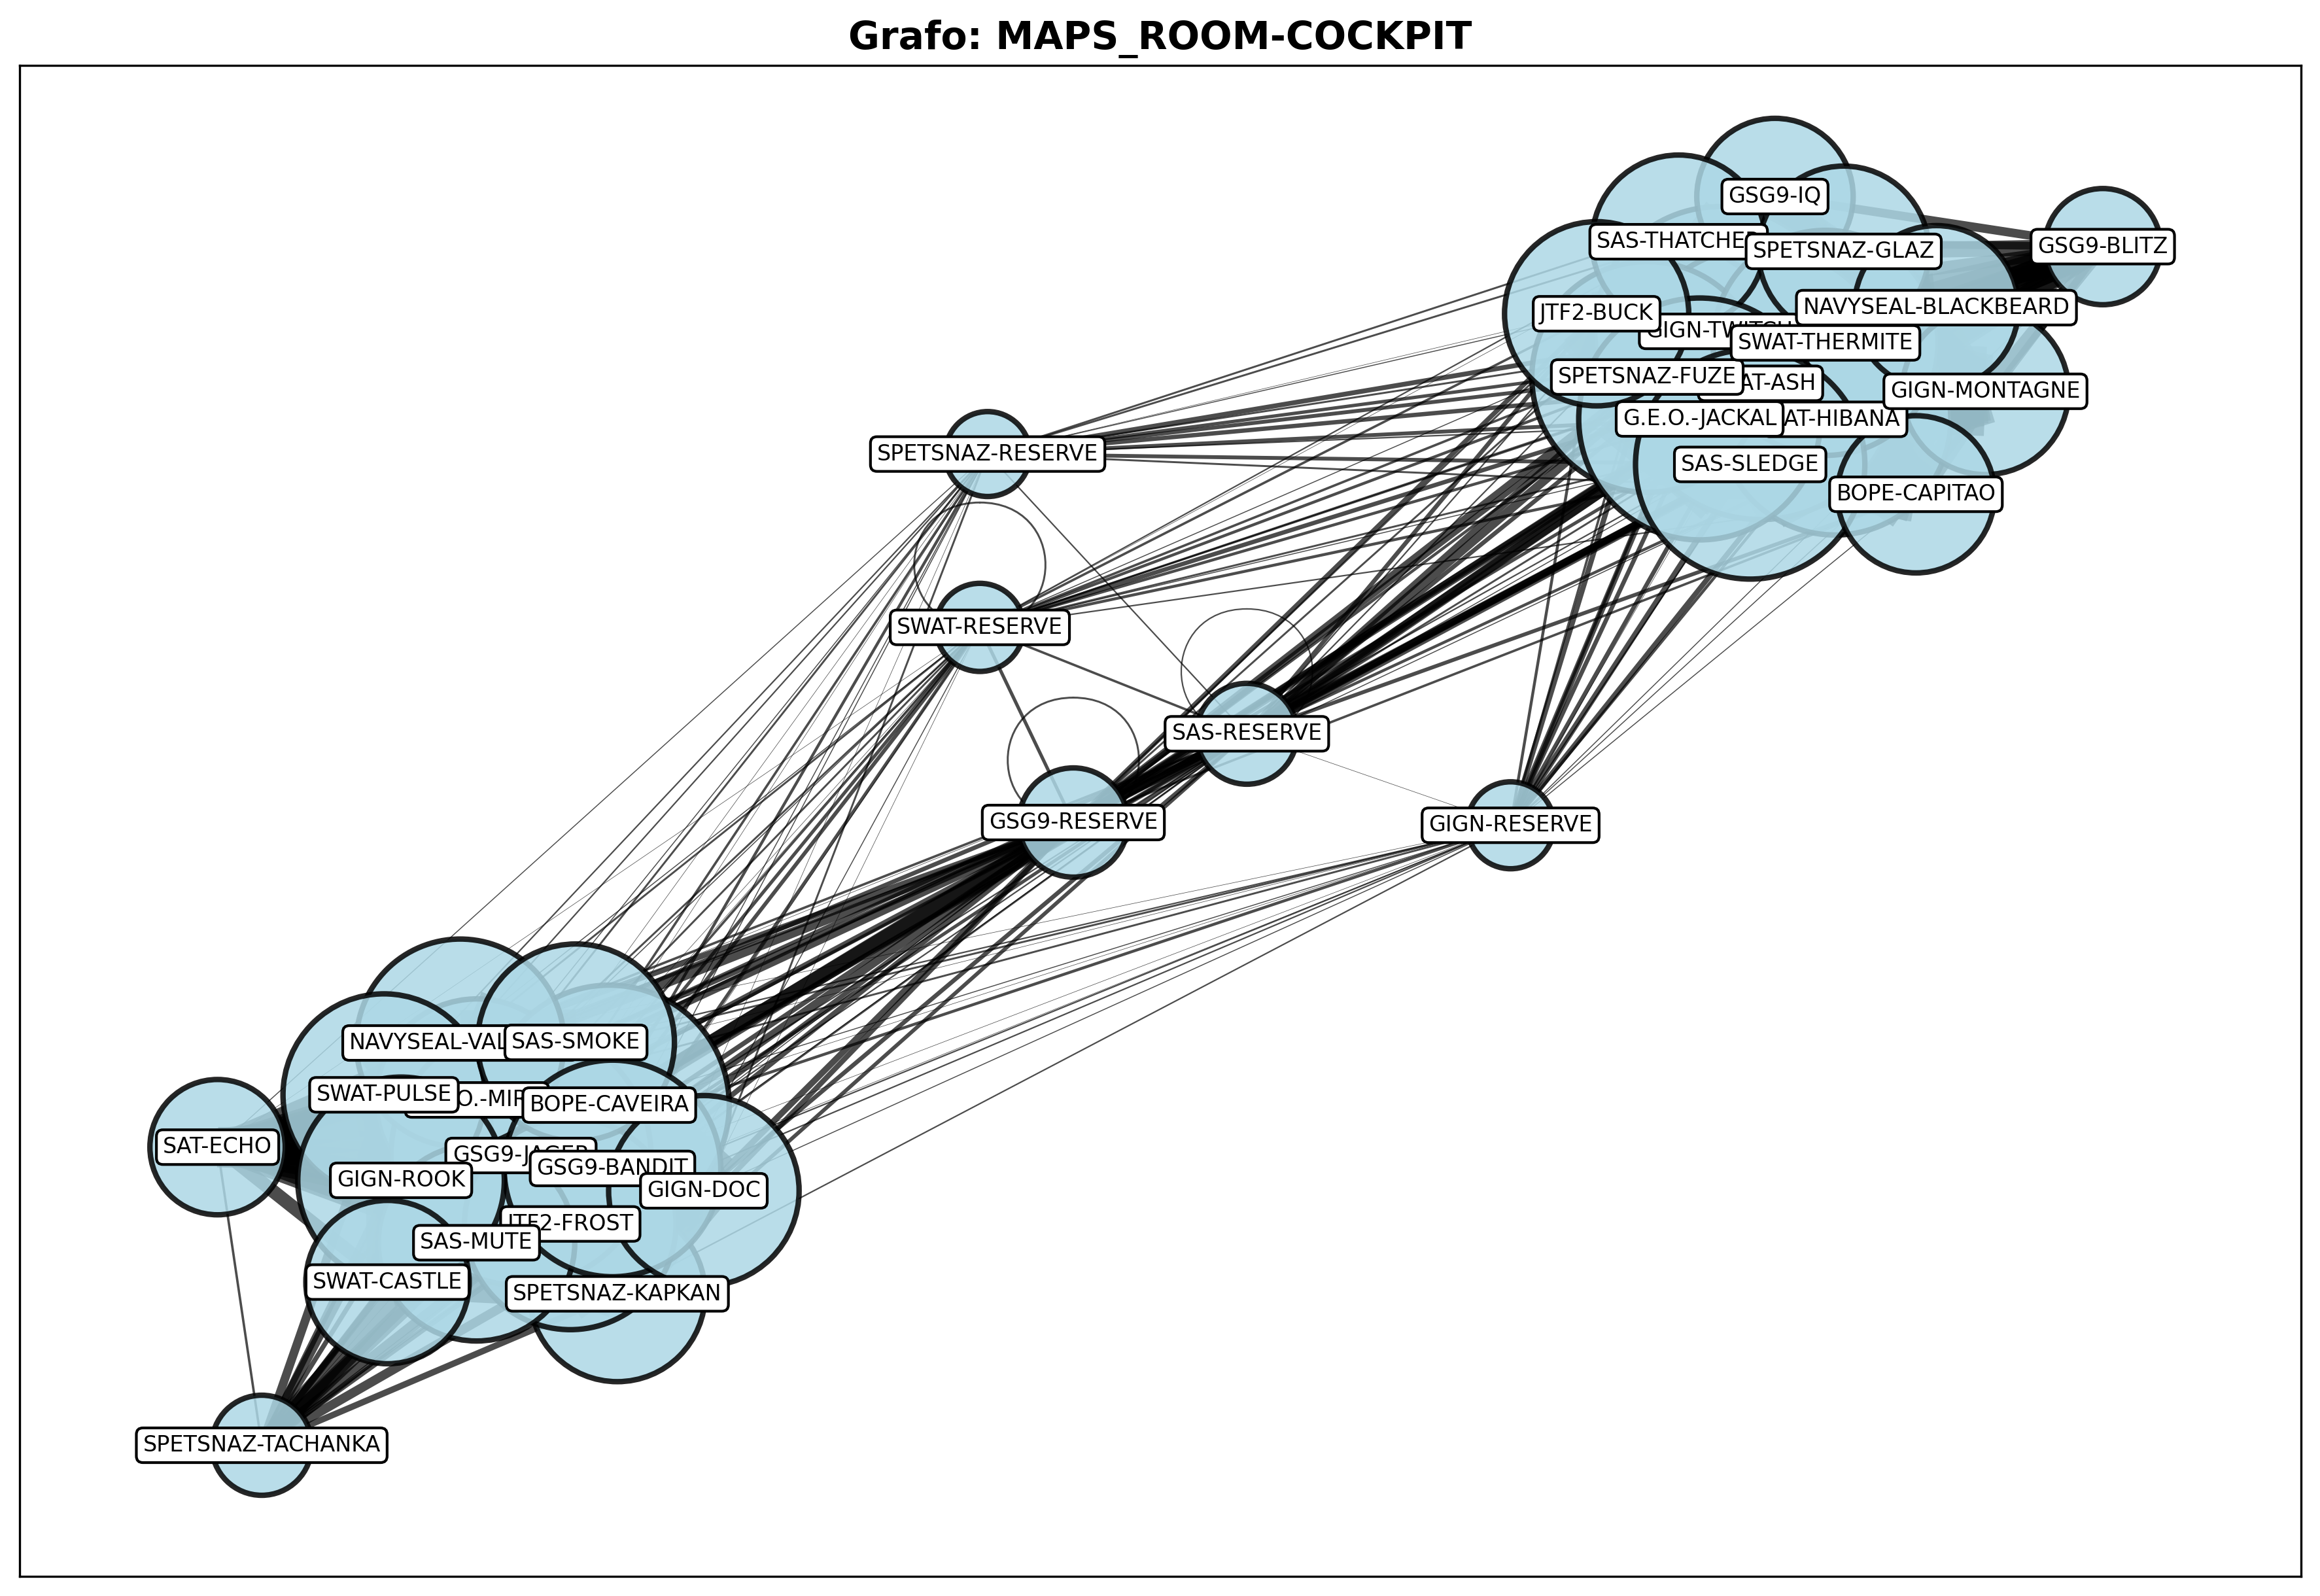 Grafo: MAPS_ROOM-COCKPIT
GSG9-IQ
SAS-THATCHE
SPETSNAZ-GLAZ
GSG9-BLITZ
NAVYSEAL-BLACKBEARD
JTF2-BUCK
GIGN-TWITCH
SWAT-THERMITE
SPETSNAZ-FUZE
AT-ASH
GIGN-MONTAGNE
G.E.O.-JACKAL
AT-HIBANA
SAS-SLEDGE
BOPE-CAPITAO
SPETSNAZ-RESERVE
SWAT-RESERVE
SAS-RESERVE
GSG9-RESERVE
GIGN-RESERVE
NAVYSEAL-VAL
SAS-SMOKE
SWAT-PULSE
O.-MIR
BOPE-CAVEIRA
SAT-ECHO
GSG9-JAGER
GSG9-BANDIT
GIGN-ROOK
GIGN-DOC
JTF2-FROST
SAS-MUTE
SWAT-CASTLE
SPETSNAZ-KAPKAN
SPETSNAZ-TACHANKA